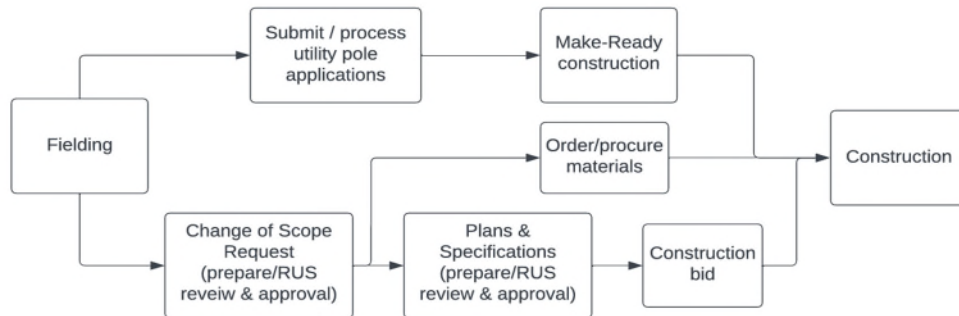 Submit / process
utility pole
applications
Make-Ready
construction
Fielding
Order/procure
materials
Construction
Change of Scope
Request
(prepare/RUS
reveiw & approval)
Plans &
Specifications
(prepare/RUS
review & approval)
Construction
bid